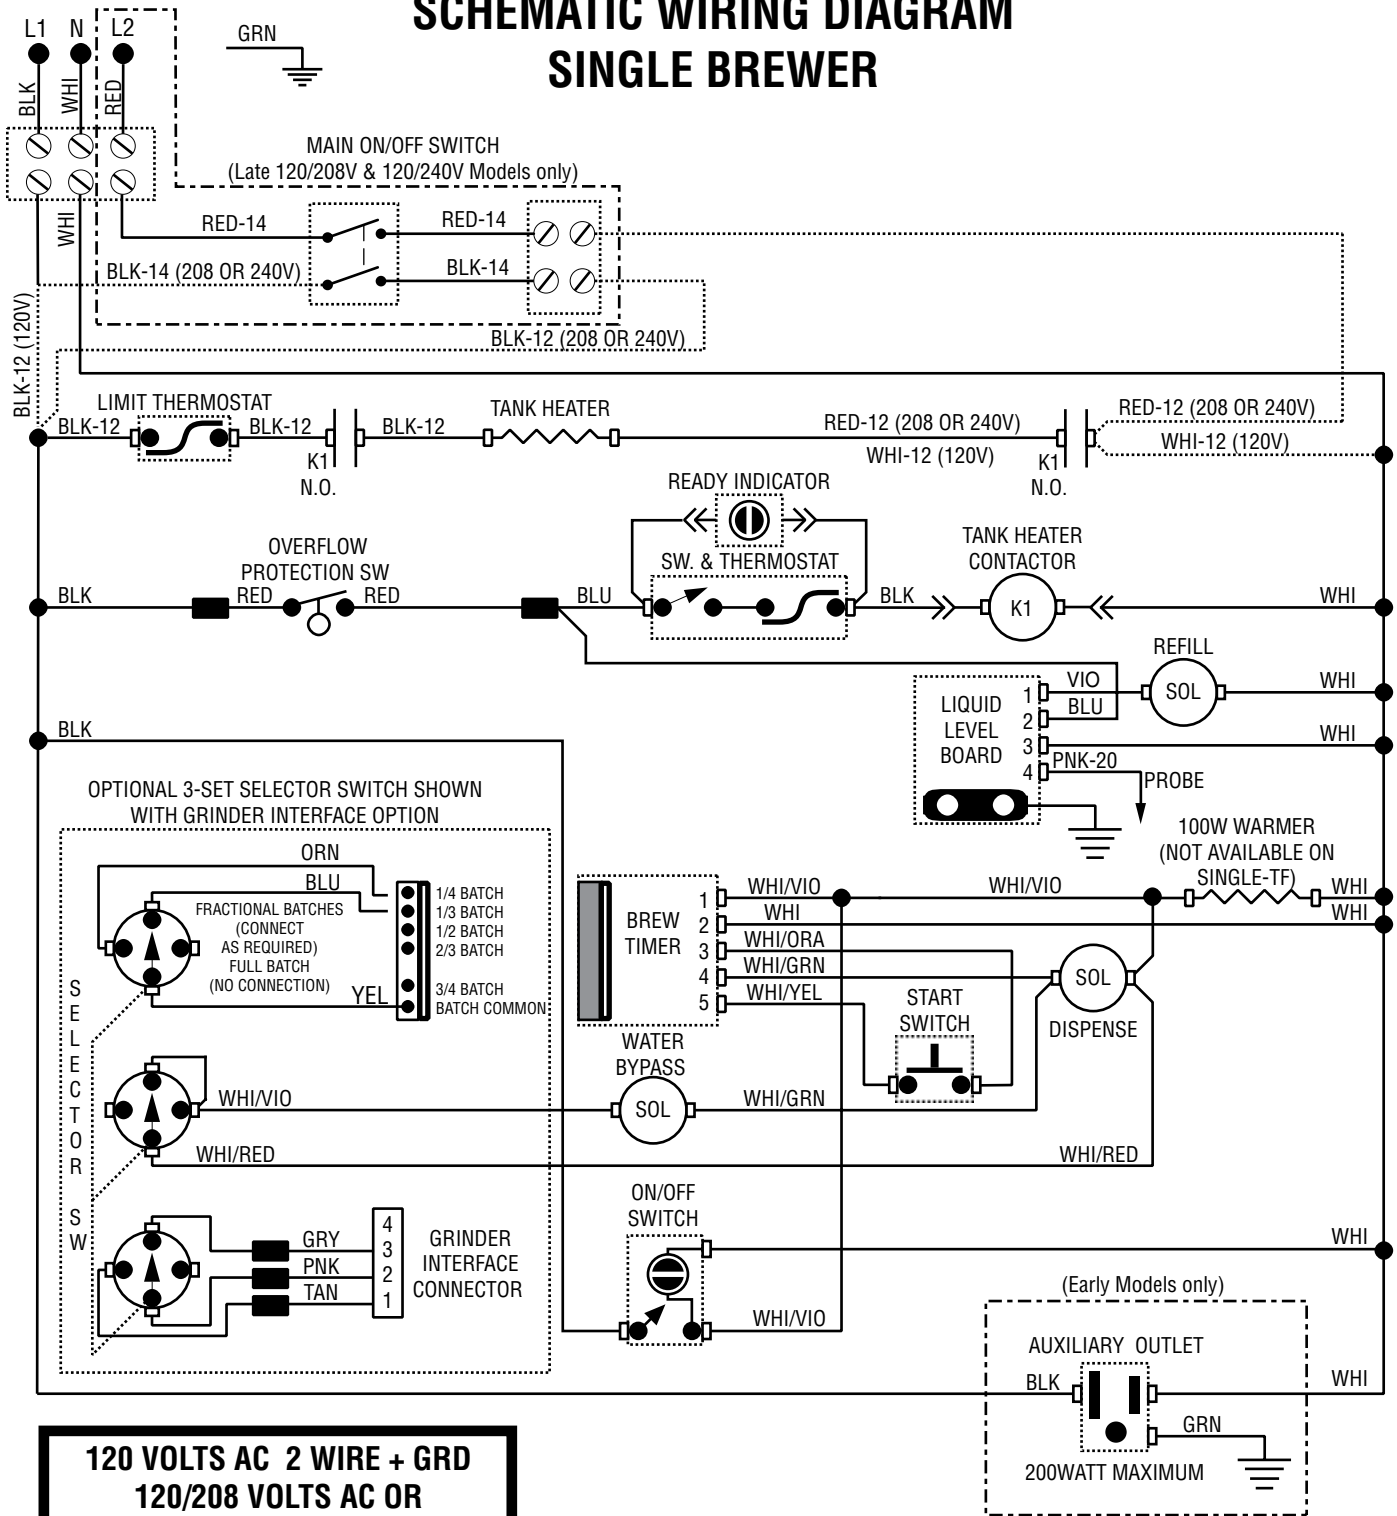 SCHEMATIC WIRING DIAGRAM
SINGLE BREWER
L1 N L2
GRN
BLK
WHI
RED
MAIN ON/OFF SWITCH
(Late 120/208V & 120/240V Models only)
WHI
RED-14
RED-14
BLK-14 (208 OR 240V)
BLK-14
BLK-12 (120V)
BLK-12 (208 OR 240V)
LIMIT THERMOSTAT
BLK-12
BLK-12
K1
N.O.
BLK-12
TANK HEATER
RED-12 (208 OR 240V)
WHI-12 (120V)
K1
N.O.
RED-12 (208 OR 240V)
WHI-12 (120V)
READY INDICATOR
OVERFLOW
PROTECTION SW
SW. & THERMOSTAT
TANK HEATER
CONTACTOR
BLK
RED
RED
BLU
BLK
K1
WHI
REFILL
LIQUID
LEVEL
BOARD
1
2
3
4
VIO
BLU
SOL
WHI
WHI
PNK-20
PROBE
BLK
OPTIONAL 3-SET SELECTOR SWITCH SHOWN
WITH GRINDER INTERFACE OPTION
100W WARMER
(NOT AVAILABLE ON
SINGLE-TF)
ORN
BLU
FRACTIONAL BATCHES
(CONNECT
AS REQUIRED)
FULL BATCH
(NO CONNECTION)
YEL
1/4 BATCH
1/3 BATCH
1/2 BATCH
2/3 BATCH
3/4 BATCH
BATCH COMMON
BREW
TIMER
1
2
3
4
5
WHI/VIO
WHI
WHI/ORA
WHI/GRN
WHI/YEL
WHI/VIO
WHI
WHI
SOL
DISPENSE
START
SWITCH
SELECTOR SW
WATER
BYPASS
WHI/VIO
SOL
WHI/GRN
WHI/RED
WHI/RED
ON/OFF
SWITCH
WHI
WHI/VIO
GRY
PNK
TAN
4
3
2
1
GRINDER
INTERFACE
CONNECTOR
(Early Models only)
AUXILIARY OUTLET
BLK
WHI
GRN
200WATT MAXIMUM
120 VOLTS AC 2 WIRE + GRD
120/208 VOLTS AC OR